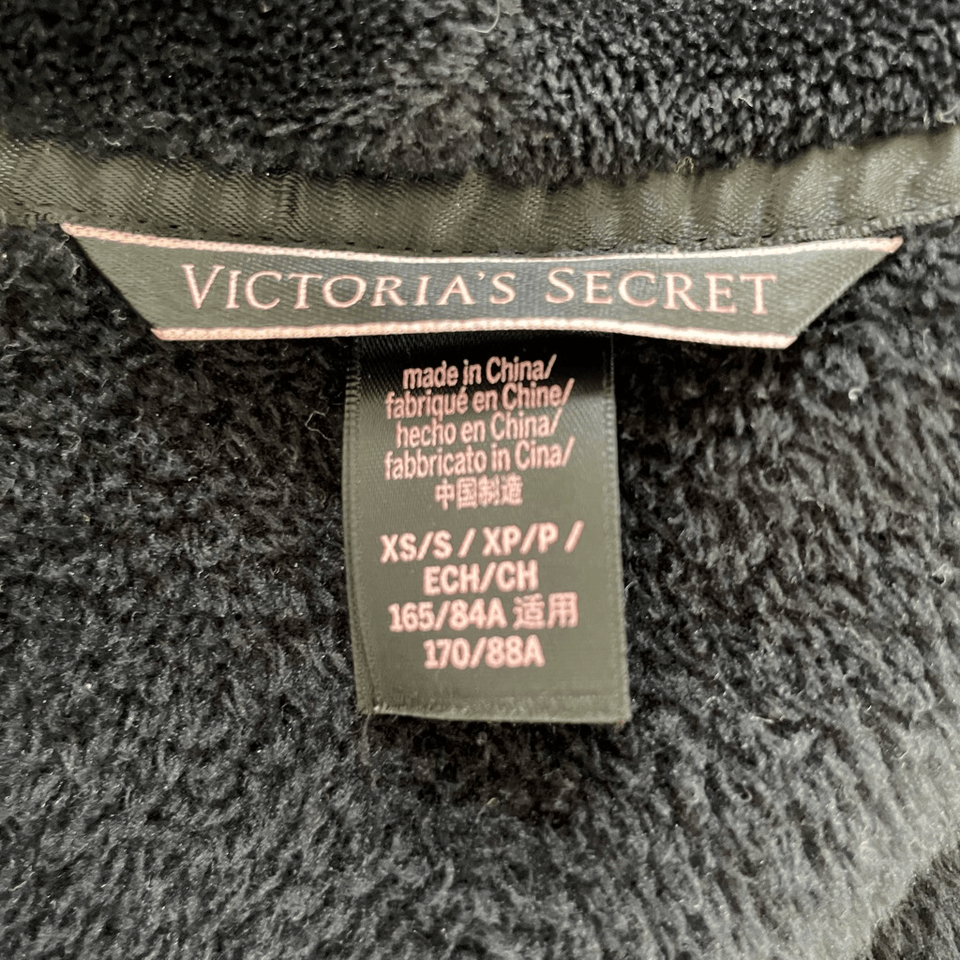 VICTORIA'S SECRET
made in China/
fabriqué en Chine/
hecho en China/
fabbricato in Cina/
中国制造
XS/S / XP/P /
ECH/CH
165/84A 适用
170/88A